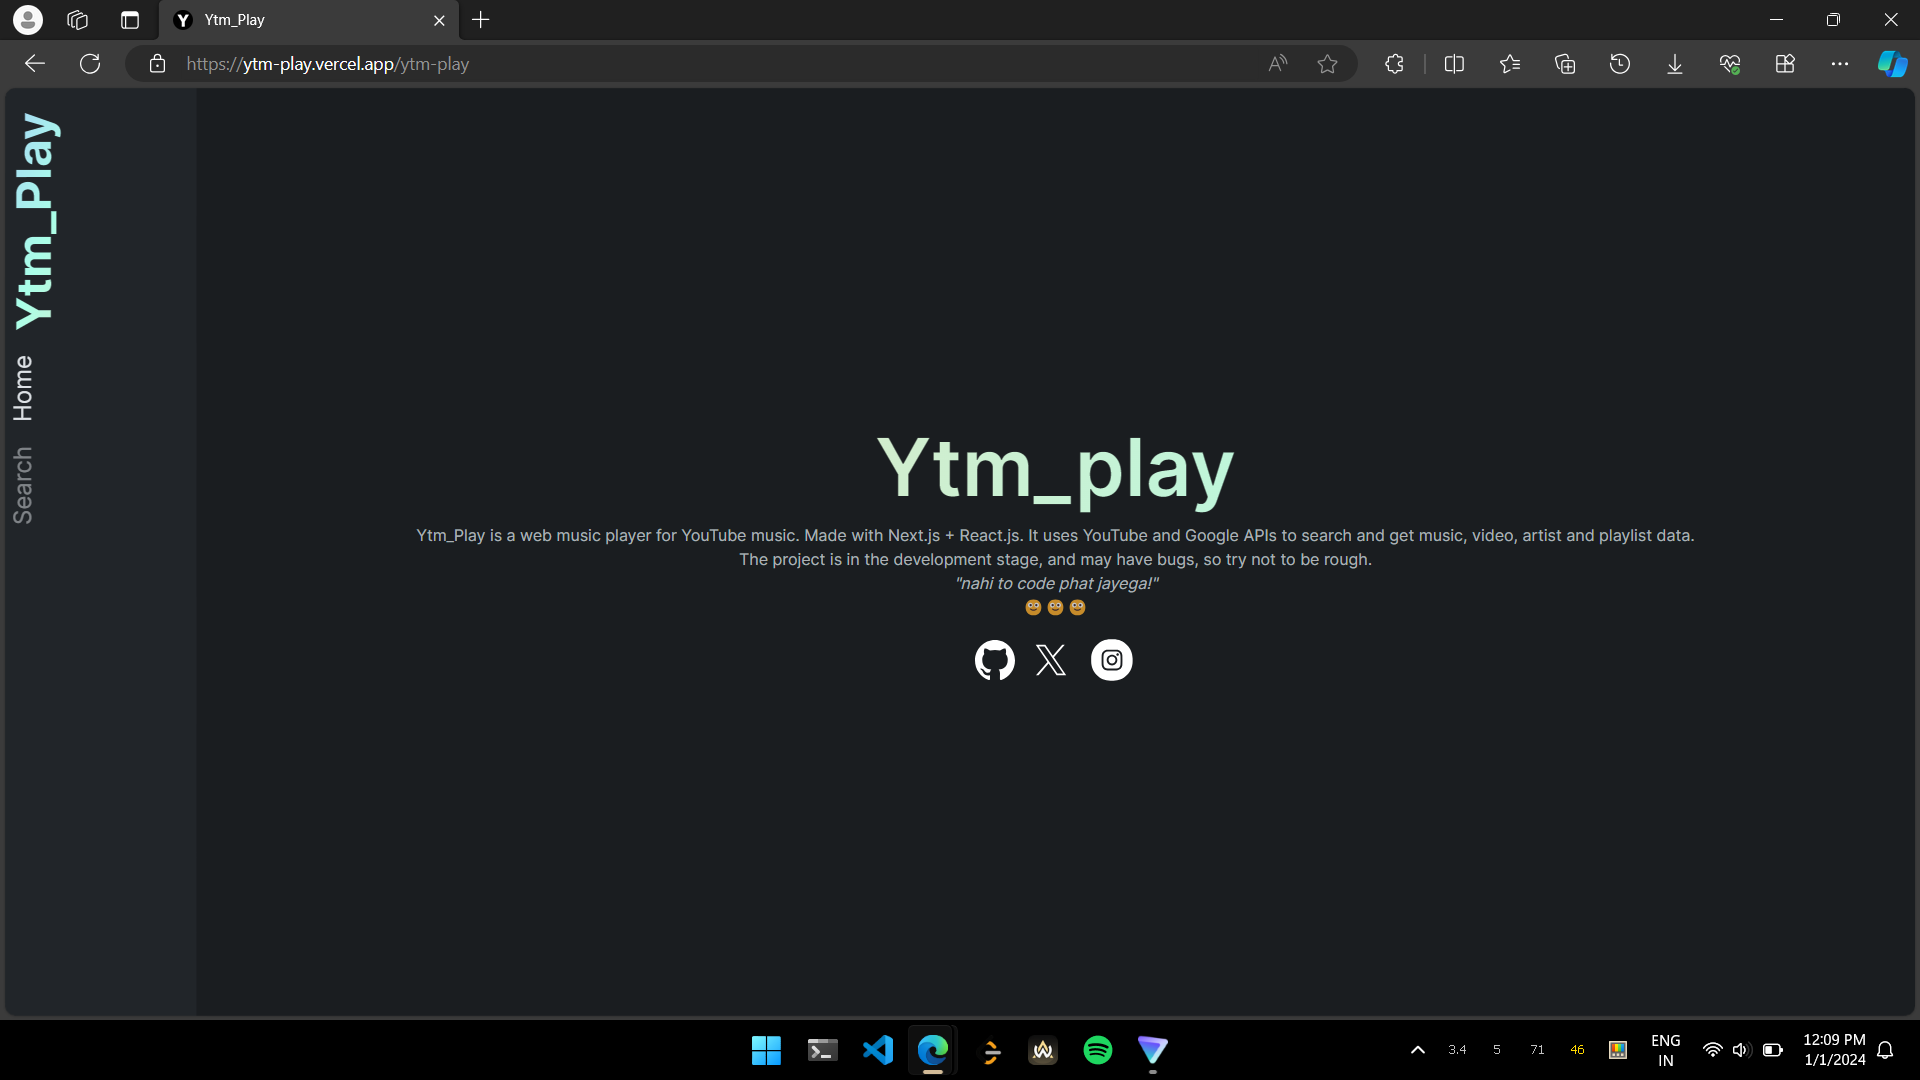 Ytm_Play
https://ytm-play.vercel.app/ytm-play
Ytm_Play
Home
Search
Ytm_play
Ytm_Play is a web music player for YouTube music. Made with Next.js + React.js. It uses YouTube and Google APIs to search and get music, video, artist and playlist data.
The project is in the development stage, and may have bugs, so try not to be rough.
"nahi to code phat jayega!"
3.4 5 71 46
ENG
IN
12:09 PM
1/1/2024